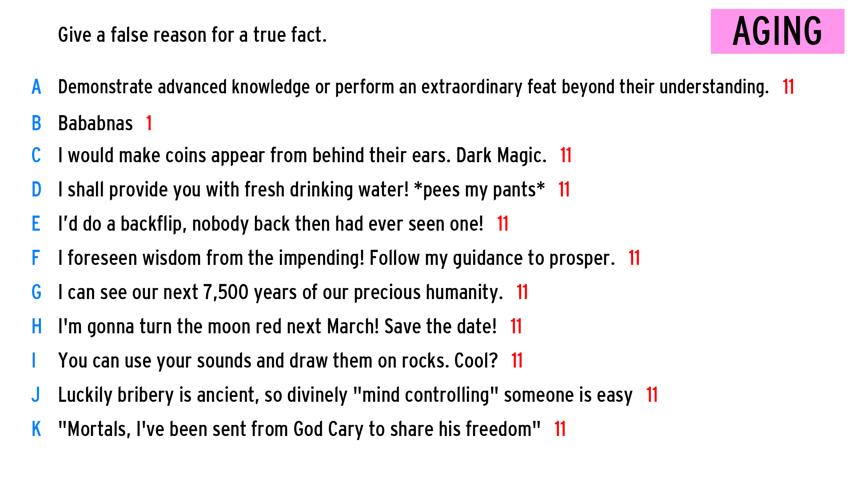 Give a false reason for a true fact.
AGING
A Demonstrate advanced knowledge or perform an extraordinary feat beyond their understanding. 11
B Bababnas 1
C I would make coins appear from behind their ears. Dark Magic. 11
D I shall provide you with fresh drinking water! *pees my pants* 11
E I'd do a backflip, nobody back then had ever seen one! 11
F I foreseen wisdom from the impending! Follow my guidance to prosper. 11
G I can see our next 7,500 years of our precious humanity. 11
H I'm gonna turn the moon red next March! Save the date! 11
I You can use your sounds and draw them on rocks. Cool? 11
J Luckily bribery is ancient, so divinely "mind controlling" someone is easy 11
K "Mortals, I've been sent from God Cary to share his freedom" 11